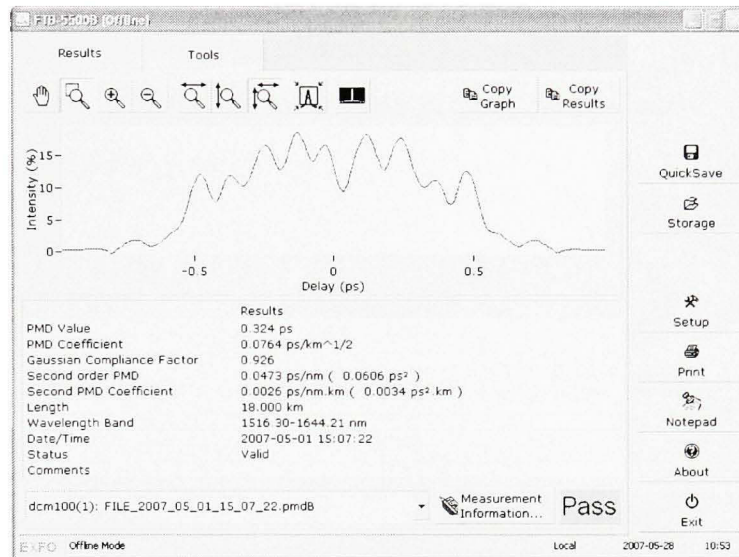 FTB-5500B (Offline)
Results Tools
Copy Graph
Copy Results
Intensity (%)
15
10
5
0
-0.5 0 0.5
Delay (ps)
Results
PMD Value 0.324 ps
PMD Coefficient 0.0764 ps/km^1/2
Gaussian Compliance Factor 0.926
Second order PMD 0.0473 ps/nm ( 0.0606 ps² )
Second PMD Coefficient 0.0026 ps/nm.km ( 0.0034 ps².km )
Length 18.000 km
Wavelength Band 1516.30-1644.21 nm
Date/Time 2007-05-01 15:07:22
Status Valid
Comments
dcm100(1): FILE_2007_05_01_15_07_22.pmdB
Measurement Information...
Pass
QuickSave
Storage
Setup
Print
Notepad
About
Exit
EXFO Offline Mode Local 2007-05-28 10:53